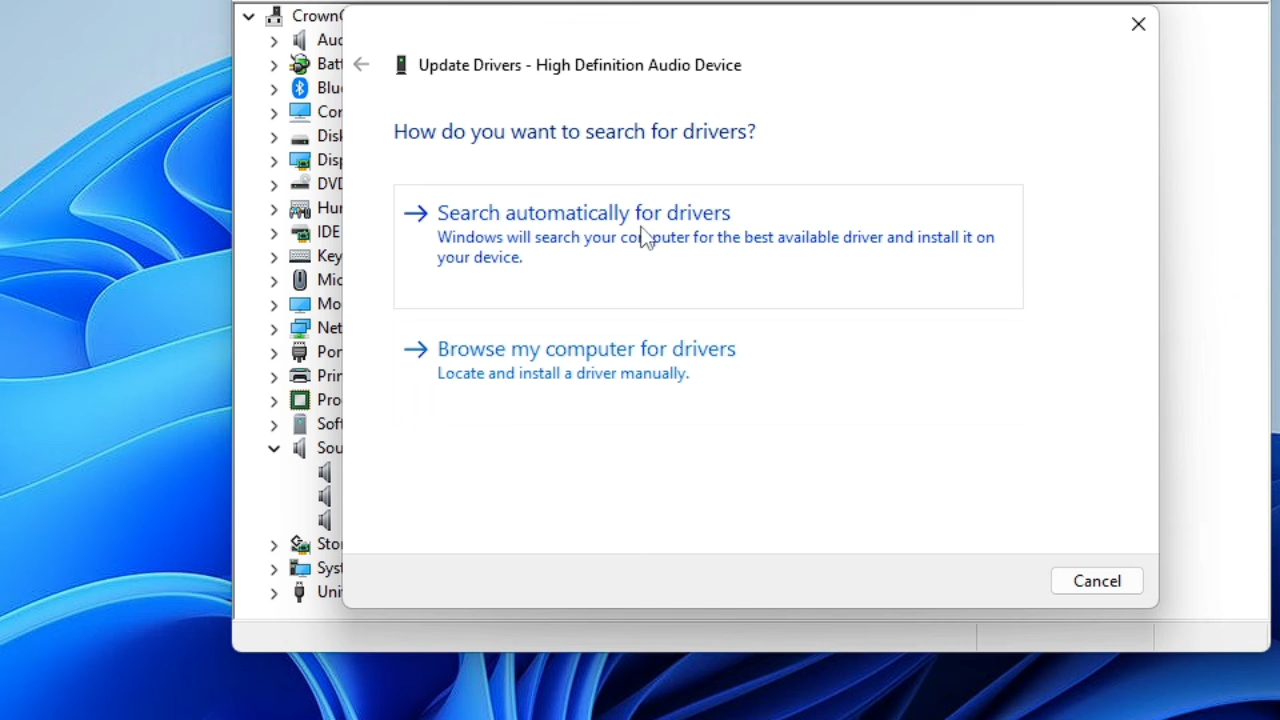 CrownC
Update Drivers - High Definition Audio Device
How do you want to search for drivers?
Search automatically for drivers
Windows will search your computer for the best available driver and install it on
your device.
Browse my computer for drivers
Locate and install a driver manually.
Cancel
Aud
Batt
Blu
Con
Disk
Disp
DVD
Hun
IDE
Key
Mic
Mo
Net
Por
Prin
Pro
Soft
Sou
Stor
Syst
Uni